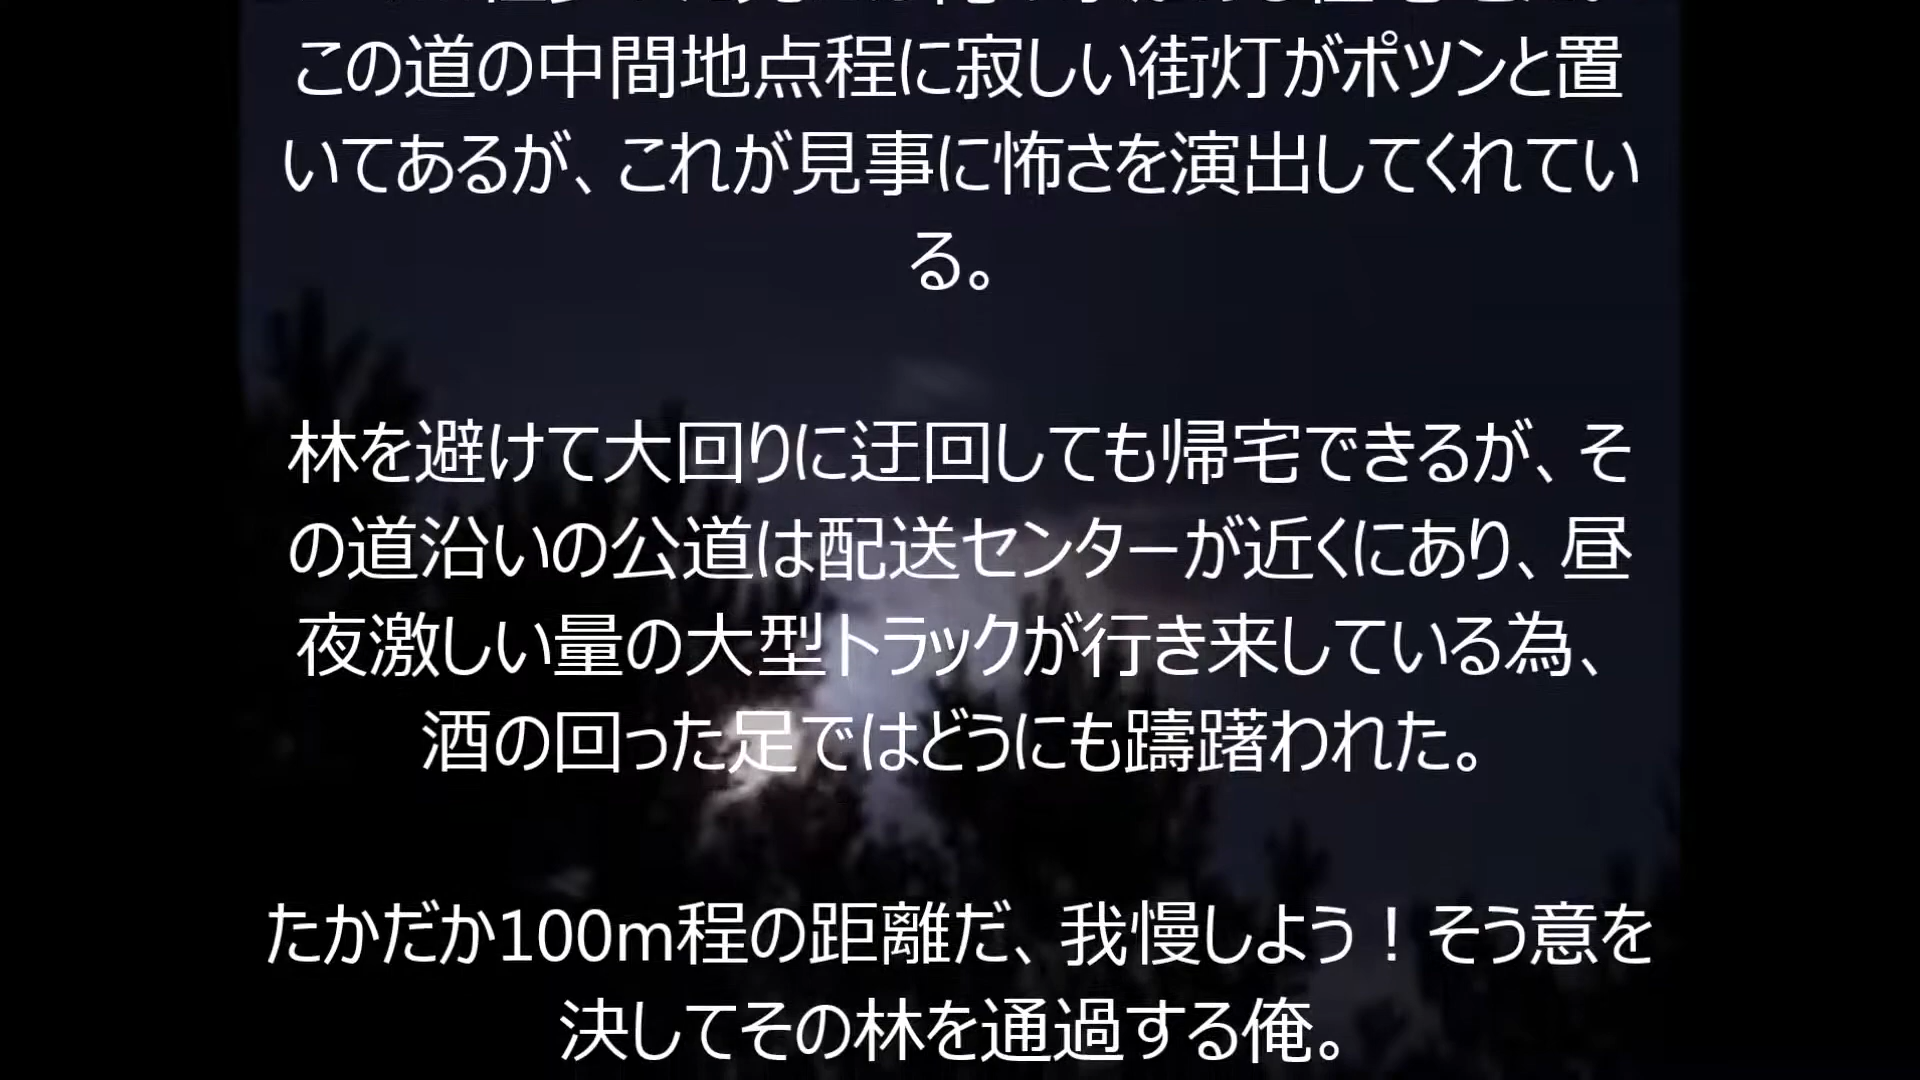 この道の中間地点程に寂しい街灯がポツンと置
いてあるが、これが見事に怖さを演出してくれてい
る。
林を避けて大回りに迂回しても帰宅できるが、そ
の道沿いの公道は配送センターが近くにあり、昼
夜激しい量の大型トラックが行き来している為、
酒の回った足ではどうにも躊躇われた。
たかだか100m程の距離だ、我慢しよう！そう意を
決してその林を通過する俺。